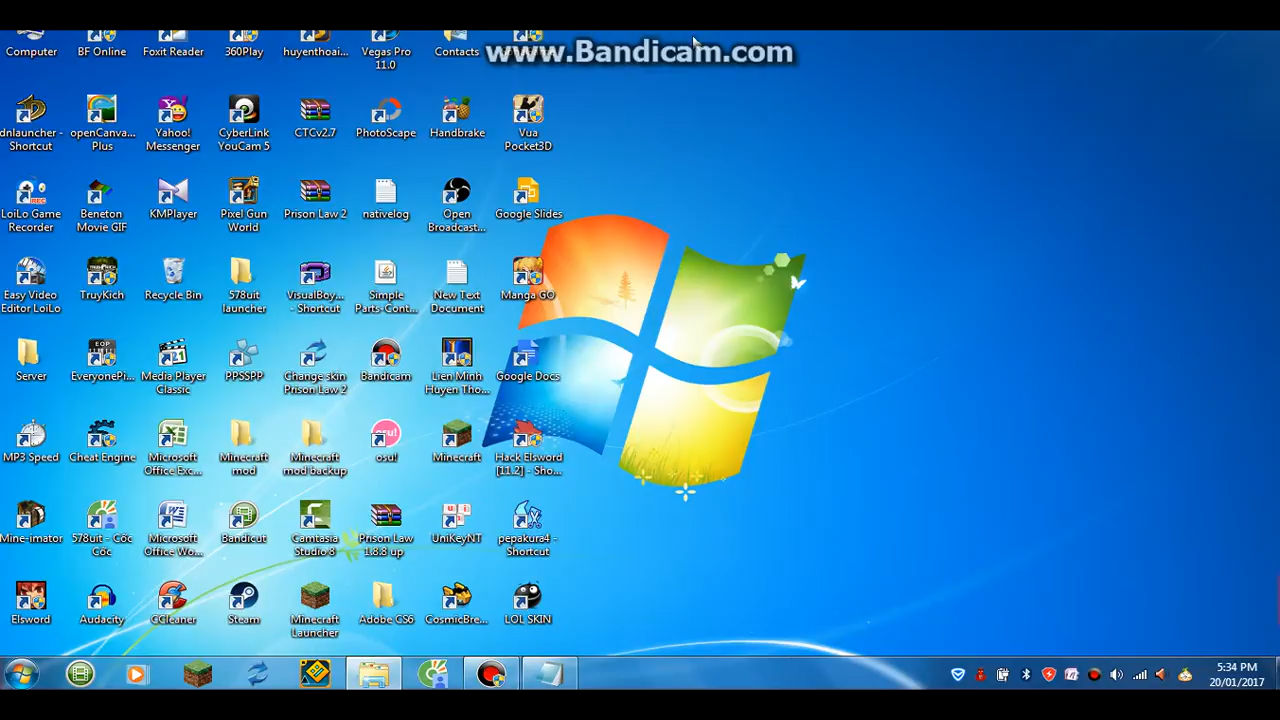 www.Bandicam.com
Computer
BF Online
Foxit Reader
360Play
huyenthoai...
Vegas Pro
11.0
Contacts
dnlauncher -
Shortcut
openCanva...
Plus
Yahoo!
Messenger
CyberLink
YouCam 5
CTCv2.7
PhotoScape
Handbrake
Vua
Pocket3D
LoiLo Game
Recorder
Beneton
Movie GIF
KMPlayer
Pixel Gun
World
Prison Law 2
nativelog
Open
Broadcast...
Google Slides
Easy Video
Editor LoiLo
TruyKich
Recycle Bin
578uit
launcher
VisualBoy...
- Shortcut
Simple
Parts-Cont...
New Text
Document
Manga GO
Server
EveryonePi...
Media Player
Classic
PPSSPP
Change skin
Prison Law 2
Bandicam
Lien Minh
Huyen Tho...
Google Docs
MP3 Speed
Cheat Engine
Microsoft
Office Exc...
Minecraft
mod
Minecraft
mod backup
osu!
Minecraft
Hack Elsword
[11.2] - Sho...
Mine-imator
578uit - Cốc
Cốc
Microsoft
Office Wo...
Bandicut
Camtasia
Studio 8
Prison Law
1.8.8 up
UniKeyNT
pepakura4 -
Shortcut
Elsword
Audacity
CCleaner
Steam
Minecraft
Launcher
Adobe CS6
CosmicBre...
LOL SKIN
5:34 PM
20/01/2017